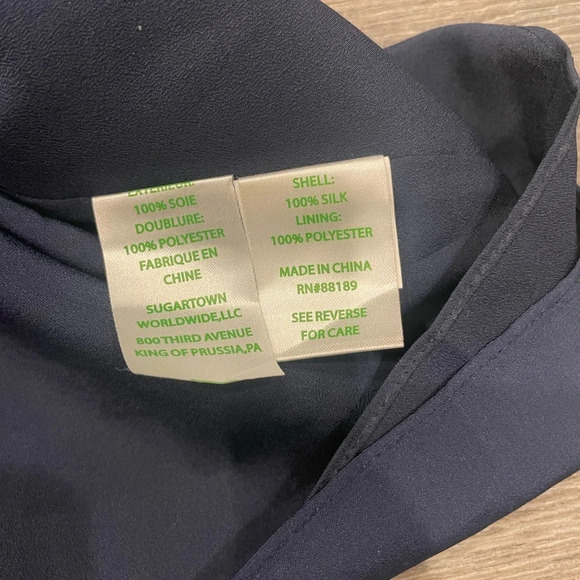 EXTERIEUR:
100% SOIE
DOUBLURE:
100% POLYESTER
FABRIQUE EN
CHINE
SUGARTOWN
WORLDWIDE,LLC
800 THIRD AVENUE
KING OF PRUSSIA,PA
SHELL:
100% SILK
LINING:
100% POLYESTER
MADE IN CHINA
RN#88189
SEE REVERSE
FOR CARE